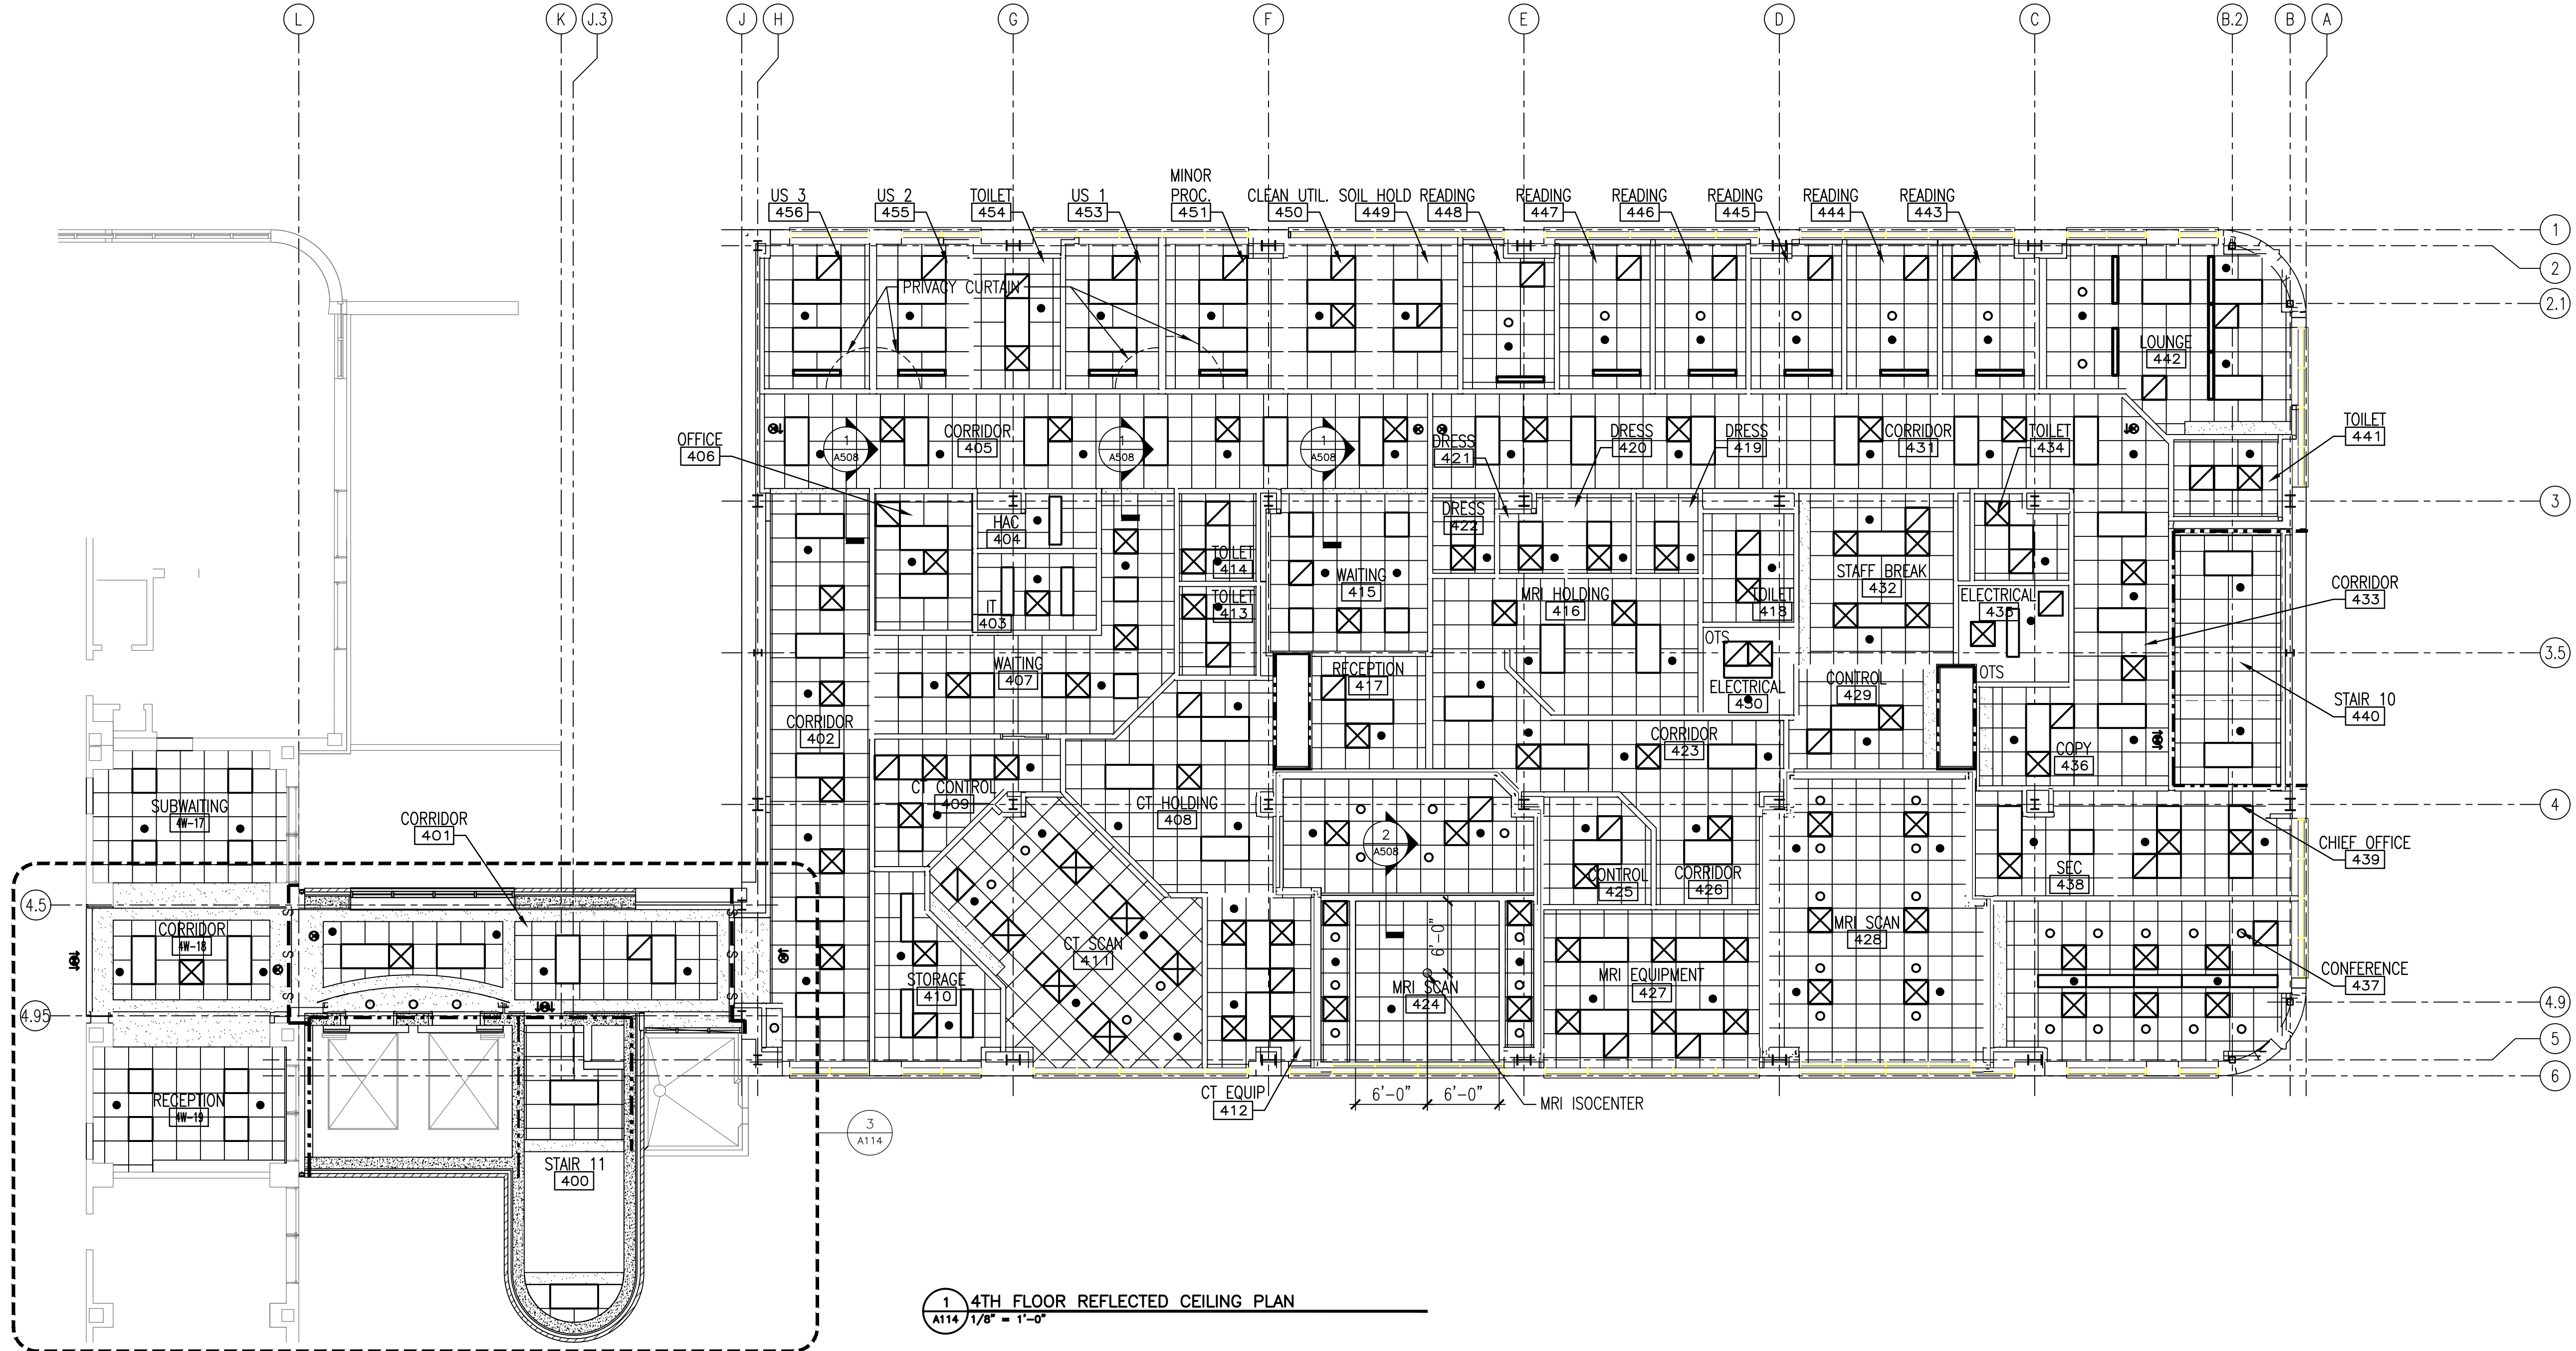 L
K
J.3
J
H
G
F
E
D
C
B.2
B
A
US 3
456
US 2
455
TOILET
454
US 1
453
MINOR
PROC.
451
CLEAN UTIL.
450
SOIL HOLD
449
READING
448
READING
447
READING
446
READING
445
READING
444
READING
443
1
2
2.1
PRIVACY CURTAIN
LOUNGE
442
OFFICE
406
1
A508
CORRIDOR
405
1
A508
1
A508
DRESS
421
DRESS
420
DRESS
419
CORRIDOR
431
TOILET
434
TOILET
441
3
HAC
404
DRESS
422
TOILET
414
WAITING
415
MRI HOLDING
416
STAFF BREAK
432
ELECTRICAL
435
CORRIDOR
433
IT
403
TOILET
413
TOILET
418
OTS
3.5
WAITING
407
RECEPTION
417
ELECTRICAL
430
CONTROL
429
OTS
STAIR 10
440
CORRIDOR
402
CORRIDOR
423
COPY
436
CT CONTROL
409
CT HOLDING
408
SUBWAITING
4W-17
CORRIDOR
401
4
2
A508
CHIEF OFFICE
439
CONTROL
425
CORRIDOR
426
SEC
438
4.5
S
S
CORRIDOR
4W-18
S
S
S
S
CT SCAN
411
6'-0"
MRI SCAN
428
STORAGE
410
MRI SCAN
424
MRI EQUIPMENT
427
CONFERENCE
437
4.95
4.9
5
6
RECEPTION
4W-19
CT EQUIP
412
6'-0"
6'-0"
MRI ISOCENTER
3
A114
STAIR 11
400
1
A114
4TH FLOOR REFLECTED CEILING PLAN
1/8" = 1'-0"